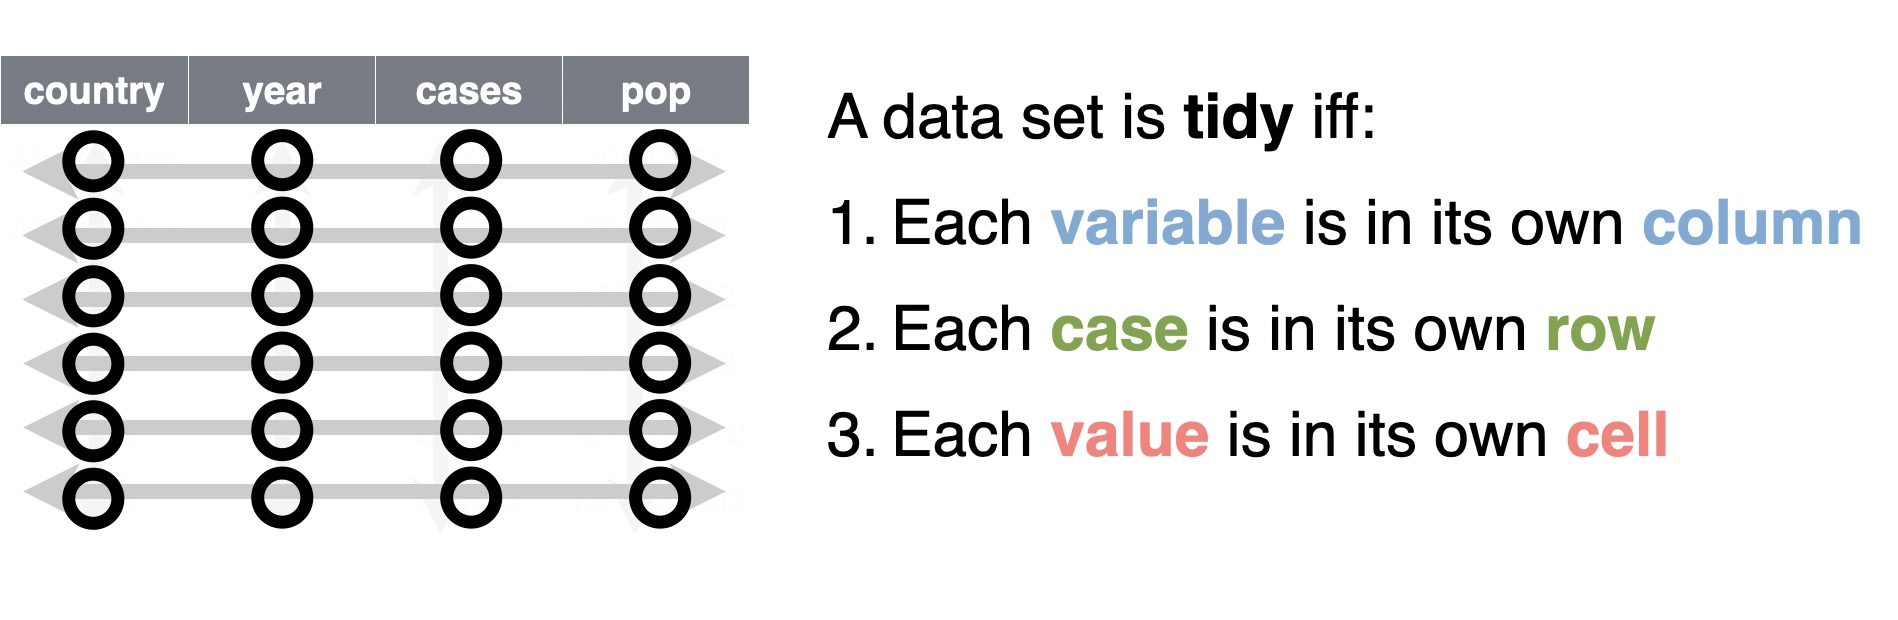 country year cases pop
A data set is tidy iff:
1. Each variable is in its own column
2. Each case is in its own row
3. Each value is in its own cell